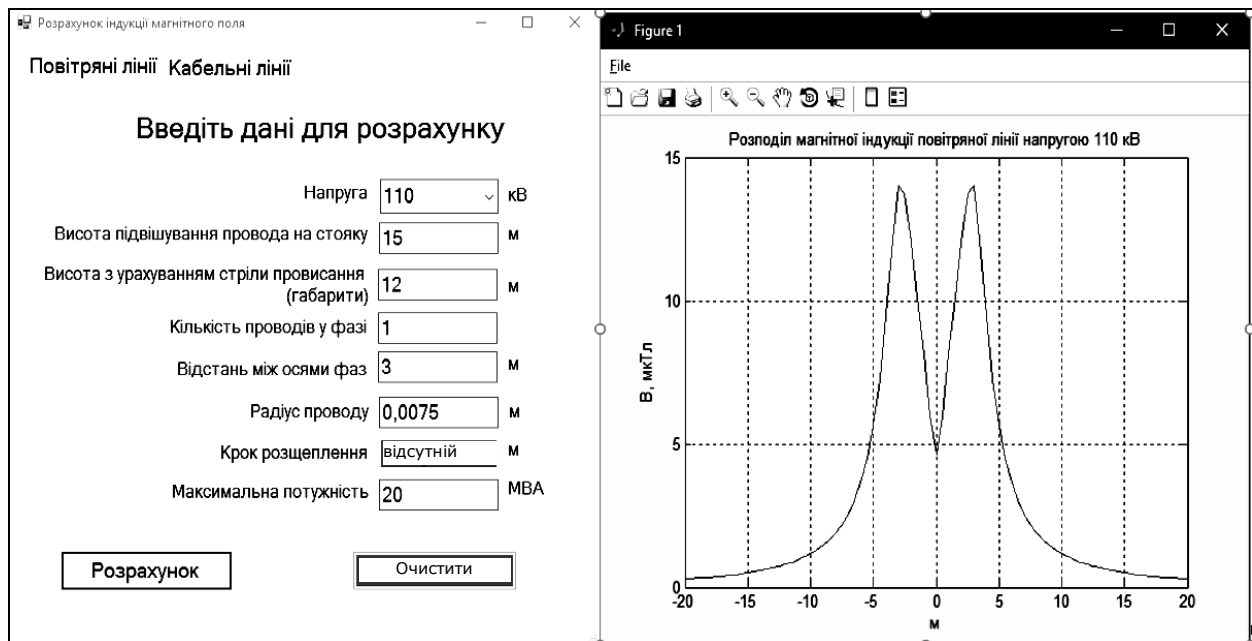 Розрахунок індукції магнітного поля
Повітряні лінії Кабельні лінії
Введіть дані для розрахунку
Напруга 110 кВ
Висота підвішування провода на стояку 15 м
Висота з урахуванням стріли провисання
(габарити) 12 м
Кількість проводів у фазі 1
Відстань між осями фаз 3 м
Радіус проводу 0,0075 м
Крок розщеплення відсутній м
Максимальна потужність 20 МВА
Розрахунок Очистити
Figure 1
File
Розподіл магнітної індукції повітряної лінії напругою 110 кВ
15
10
5
0
В, мкТл
-20 -15 -10 -5 0 5 10 15 20
м